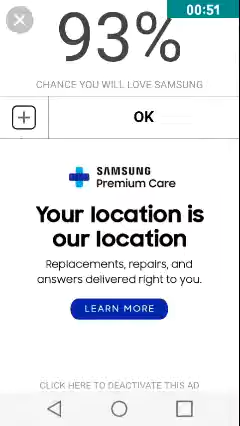 00:51
93%
CHANCE YOU WILL LOVE SAMSUNG
OK
SAMSUNG
Premium Care
Your location is
our location
Replacements, repairs, and
answers delivered right to you.
LEARN MORE
CLICK HERE TO DEACTIVATE THIS AD